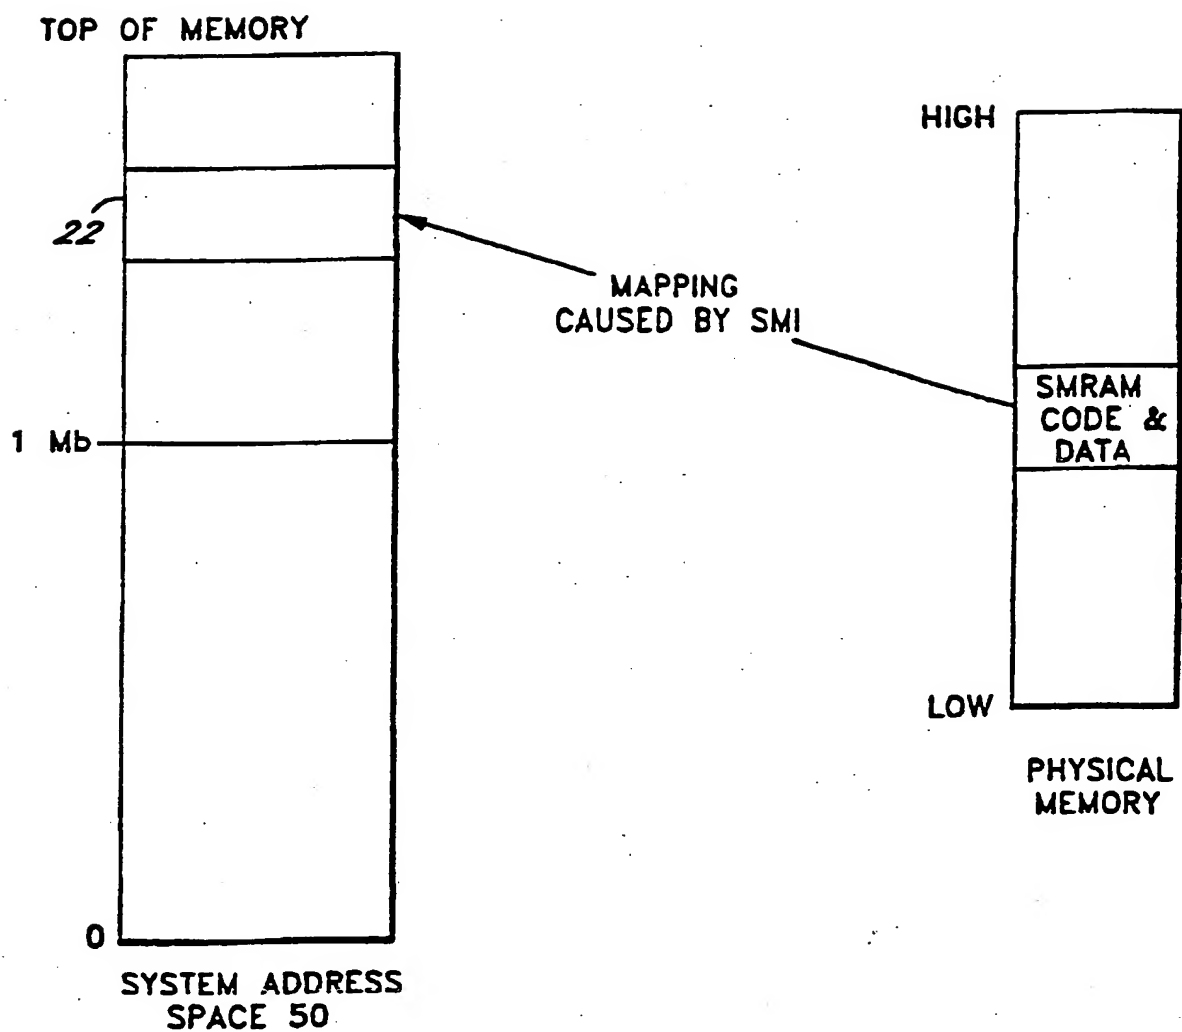 TOP OF MEMORY
22
1 Mb
0
SYSTEM ADDRESS
SPACE 50
MAPPING
CAUSED BY SMI
HIGH
SMRAM
CODE &
DATA
LOW
PHYSICAL
MEMORY